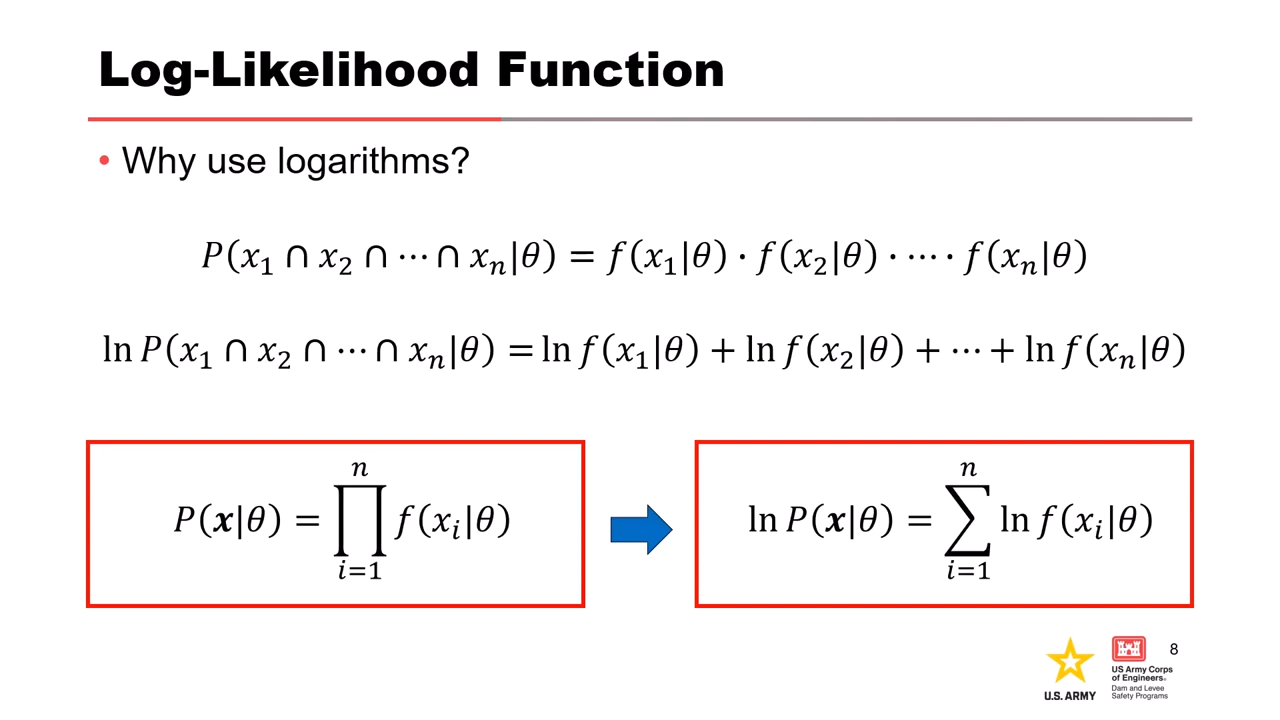 Log-Likelihood Function
• Why use logarithms?
P(x₁ ∩ x₂ ∩ ⋯ ∩ xₙ|θ) = f(x₁|θ) · f(x₂|θ) · ⋯ · f(xₙ|θ)
ln P(x₁ ∩ x₂ ∩ ⋯ ∩ xₙ|θ) = ln f(x₁|θ) + ln f(x₂|θ) + ⋯ + ln f(xₙ|θ)
P(𝒙|θ) = ∏ᵢ₌₁ⁿ f(xᵢ|θ)
ln P(𝒙|θ) = ∑ᵢ₌₁ⁿ ln f(xᵢ|θ)
8
U.S. ARMY
US Army Corps
of Engineers®
Dam and Levee
Safety Programs